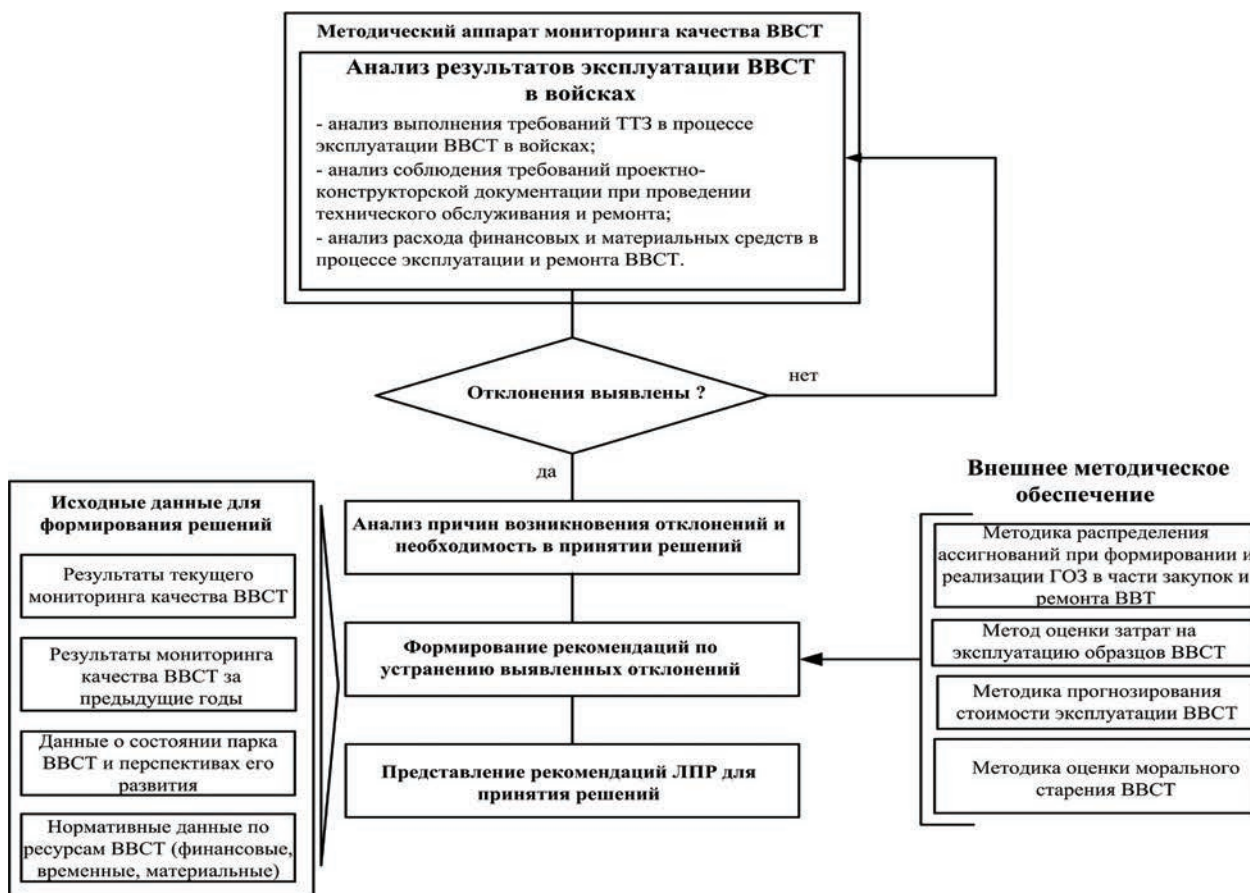 Методический аппарат мониторинга качества ВВСТ
Анализ результатов эксплуатации ВВСТ
в войсках
- анализ выполнения требований ТТЗ в процессе
эксплуатации ВВСТ в войсках;
- анализ соблюдения требований проектно-
конструкторской документации при проведении
технического обслуживания и ремонта;
- анализ расхода финансовых и материальных средств в
процессе эксплуатации и ремонта ВВСТ.
Отклонения выявлены ?
нет
да
Исходные данные для
формирования решений
Результаты текущего
мониторинга качества ВВСТ
Результаты мониторинга
качества ВВСТ за
предыдущие годы
Данные о состоянии парка
ВВСТ и перспективах его
развития
Нормативные данные по
ресурсам ВВСТ (финансовые,
временные, материальные)
Анализ причин возникновения отклонений и
необходимость в принятии решений
Формирование рекомендаций по
устранению выявленных отклонений
Представление рекомендаций ЛПР для
принятия решений
Внешнее методическое
обеспечение
Методика распределения
ассигнований при формировании и
реализации ГОЗ в части закупок и
ремонта ВВТ
Метод оценки затрат на
эксплуатацию образцов ВВСТ
Методика прогнозирования
стоимости эксплуатации ВВСТ
Методика оценки морального
старения ВВСТ